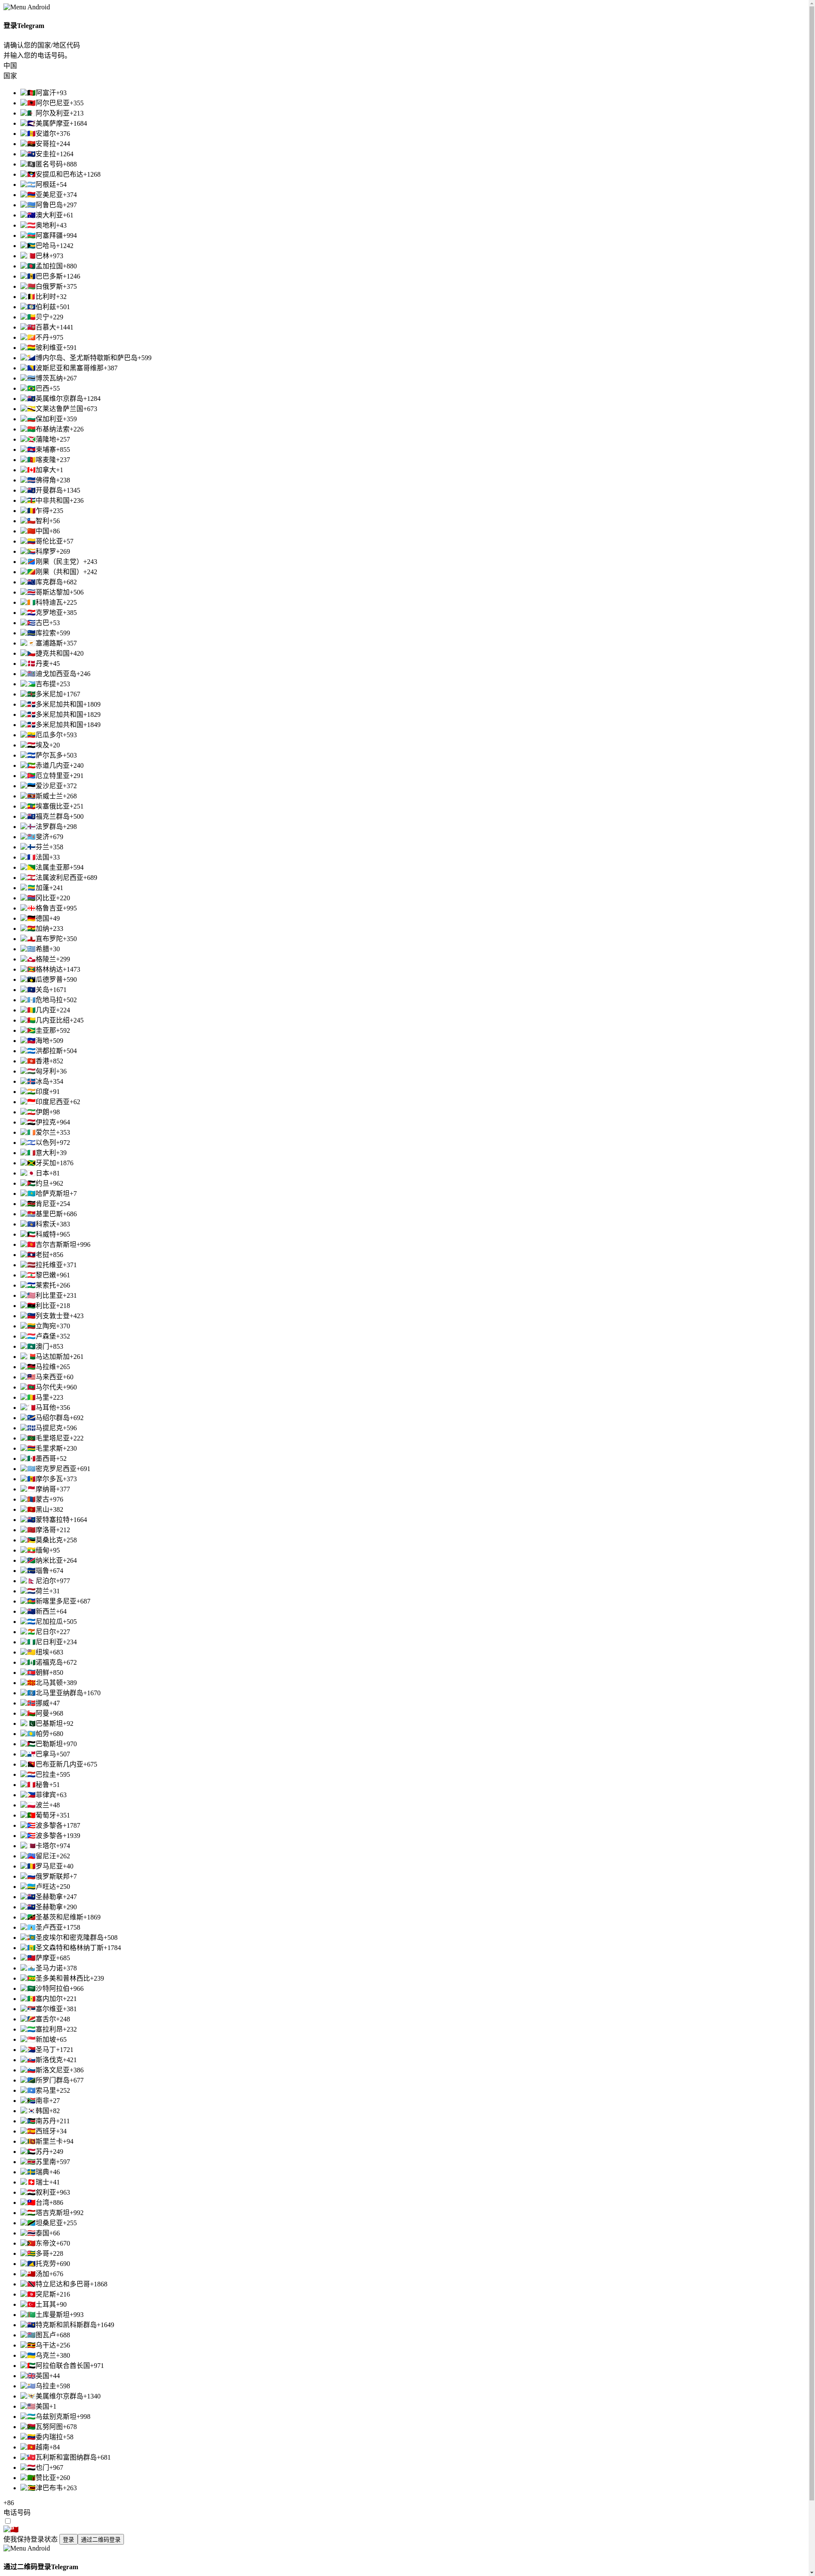 Menu Android
登录Telegram
请确认您的国家/地区代码
并输入您的电话号码。
中国
国家
阿富汗+93
阿尔巴尼亚+355
阿尔及利亚+213
美属萨摩亚+1684
安道尔+376
安哥拉+244
安圭拉+1264
匿名号码+888
安提瓜和巴布达+1268
阿根廷+54
亚美尼亚+374
阿鲁巴岛+297
澳大利亚+61
奥地利+43
阿塞拜疆+994
巴哈马+1242
巴林+973
孟加拉国+880
巴巴多斯+1246
白俄罗斯+375
比利时+32
伯利兹+501
贝宁+229
百慕大+1441
不丹+975
玻利维亚+591
博内尔岛、圣尤斯特歇斯和萨巴岛+599
波斯尼亚和黑塞哥维那+387
博茨瓦纳+267
巴西+55
英属维尔京群岛+1284
文莱达鲁萨兰国+673
保加利亚+359
布基纳法索+226
蒲隆地+257
柬埔寨+855
喀麦隆+237
加拿大+1
佛得角+238
开曼群岛+1345
中非共和国+236
乍得+235
智利+56
中国+86
哥伦比亚+57
科摩罗+269
刚果（民主党）+243
刚果（共和国）+242
库克群岛+682
哥斯达黎加+506
科特迪瓦+225
克罗地亚+385
古巴+53
库拉索+599
塞浦路斯+357
捷克共和国+420
丹麦+45
迪戈加西亚岛+246
吉布提+253
多米尼加+1767
多米尼加共和国+1809
多米尼加共和国+1829
多米尼加共和国+1849
厄瓜多尔+593
埃及+20
萨尔瓦多+503
赤道几内亚+240
厄立特里亚+291
爱沙尼亚+372
斯威士兰+268
埃塞俄比亚+251
福克兰群岛+500
法罗群岛+298
斐济+679
芬兰+358
法国+33
法属圭亚那+594
法属波利尼西亚+689
加蓬+241
冈比亚+220
格鲁吉亚+995
德国+49
加纳+233
直布罗陀+350
希腊+30
格陵兰+299
格林纳达+1473
瓜德罗普+590
关岛+1671
危地马拉+502
几内亚+224
几内亚比绍+245
圭亚那+592
海地+509
洪都拉斯+504
香港+852
匈牙利+36
冰岛+354
印度+91
印度尼西亚+62
伊朗+98
伊拉克+964
爱尔兰+353
以色列+972
意大利+39
牙买加+1876
日本+81
约旦+962
哈萨克斯坦+7
肯尼亚+254
基里巴斯+686
科索沃+383
科威特+965
吉尔吉斯斯坦+996
老挝+856
拉托维亚+371
黎巴嫩+961
莱索托+266
利比里亚+231
利比亚+218
列支敦士登+423
立陶宛+370
卢森堡+352
澳门+853
马达加斯加+261
马拉维+265
马来西亚+60
马尔代夫+960
马里+223
马耳他+356
马绍尔群岛+692
马提尼克+596
毛里塔尼亚+222
毛里求斯+230
墨西哥+52
密克罗尼西亚+691
摩尔多瓦+373
摩纳哥+377
蒙古+976
黑山+382
蒙特塞拉特+1664
摩洛哥+212
莫桑比克+258
缅甸+95
纳米比亚+264
瑙鲁+674
尼泊尔+977
荷兰+31
新喀里多尼亚+687
新西兰+64
尼加拉瓜+505
尼日尔+227
尼日利亚+234
纽埃+683
诺福克岛+672
朝鲜+850
北马其顿+389
北马里亚纳群岛+1670
挪威+47
阿曼+968
巴基斯坦+92
帕劳+680
巴勒斯坦+970
巴拿马+507
巴布亚新几内亚+675
巴拉圭+595
秘鲁+51
菲律宾+63
波兰+48
葡萄牙+351
波多黎各+1787
波多黎各+1939
卡塔尔+974
留尼汪+262
罗马尼亚+40
俄罗斯联邦+7
卢旺达+250
圣赫勒拿+247
圣赫勒拿+290
圣基茨和尼维斯+1869
圣卢西亚+1758
圣皮埃尔和密克隆群岛+508
圣文森特和格林纳丁斯+1784
萨摩亚+685
圣马力诺+378
圣多美和普林西比+239
沙特阿拉伯+966
塞内加尔+221
塞尔维亚+381
塞舌尔+248
塞拉利昂+232
新加坡+65
圣马丁+1721
斯洛伐克+421
斯洛文尼亚+386
所罗门群岛+677
索马里+252
南非+27
韩国+82
南苏丹+211
西班牙+34
斯里兰卡+94
苏丹+249
苏里南+597
瑞典+46
瑞士+41
叙利亚+963
台湾+886
塔吉克斯坦+992
坦桑尼亚+255
泰国+66
东帝汶+670
多哥+228
托克劳+690
汤加+676
特立尼达和多巴哥+1868
突尼斯+216
土耳其+90
土库曼斯坦+993
特克斯和凯科斯群岛+1649
图瓦卢+688
乌干达+256
乌克兰+380
阿拉伯联合酋长国+971
英国+44
乌拉圭+598
美属维尔京群岛+1340
美国+1
乌兹别克斯坦+998
瓦努阿图+678
委内瑞拉+58
越南+84
瓦利斯和富图纳群岛+681
也门+967
赞比亚+260
津巴布韦+263
+86
电话号码
使我保持登录状态 登录 通过二维码登录
Menu Android
通过二维码登录Telegram